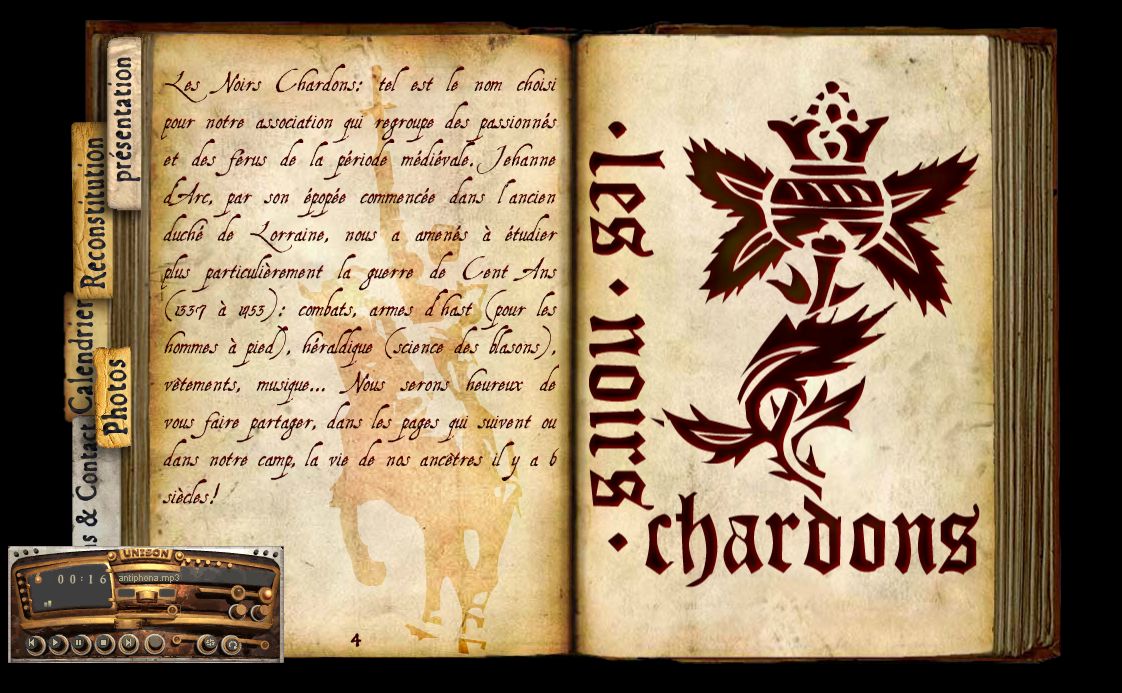 présentation
Reconstitution
Calendrier
Photos
& Contact
Les Noirs Chardons: tel est le nom choisi
pour notre association qui regroupe des passionnés
et des férus de la période médiévale. Jehanne
d'Arc, par son épopée commencée dans l'ancien
duché de Lorraine, nous a amenés à étudier
plus particulièrement la guerre de Cent Ans
(1337 à 1453): combats, armes d'hast (pour les
hommes à pied), héraldique (science des blasons),
vêtements, musique... Nous serons heureux de
vous faire partager, dans les pages qui suivent ou
dans notre camp, la vie de nos ancêtres il y a 6
siècles!
4
· les · noirs ·
chardons
UNISON
00:16
antiphona.mp3